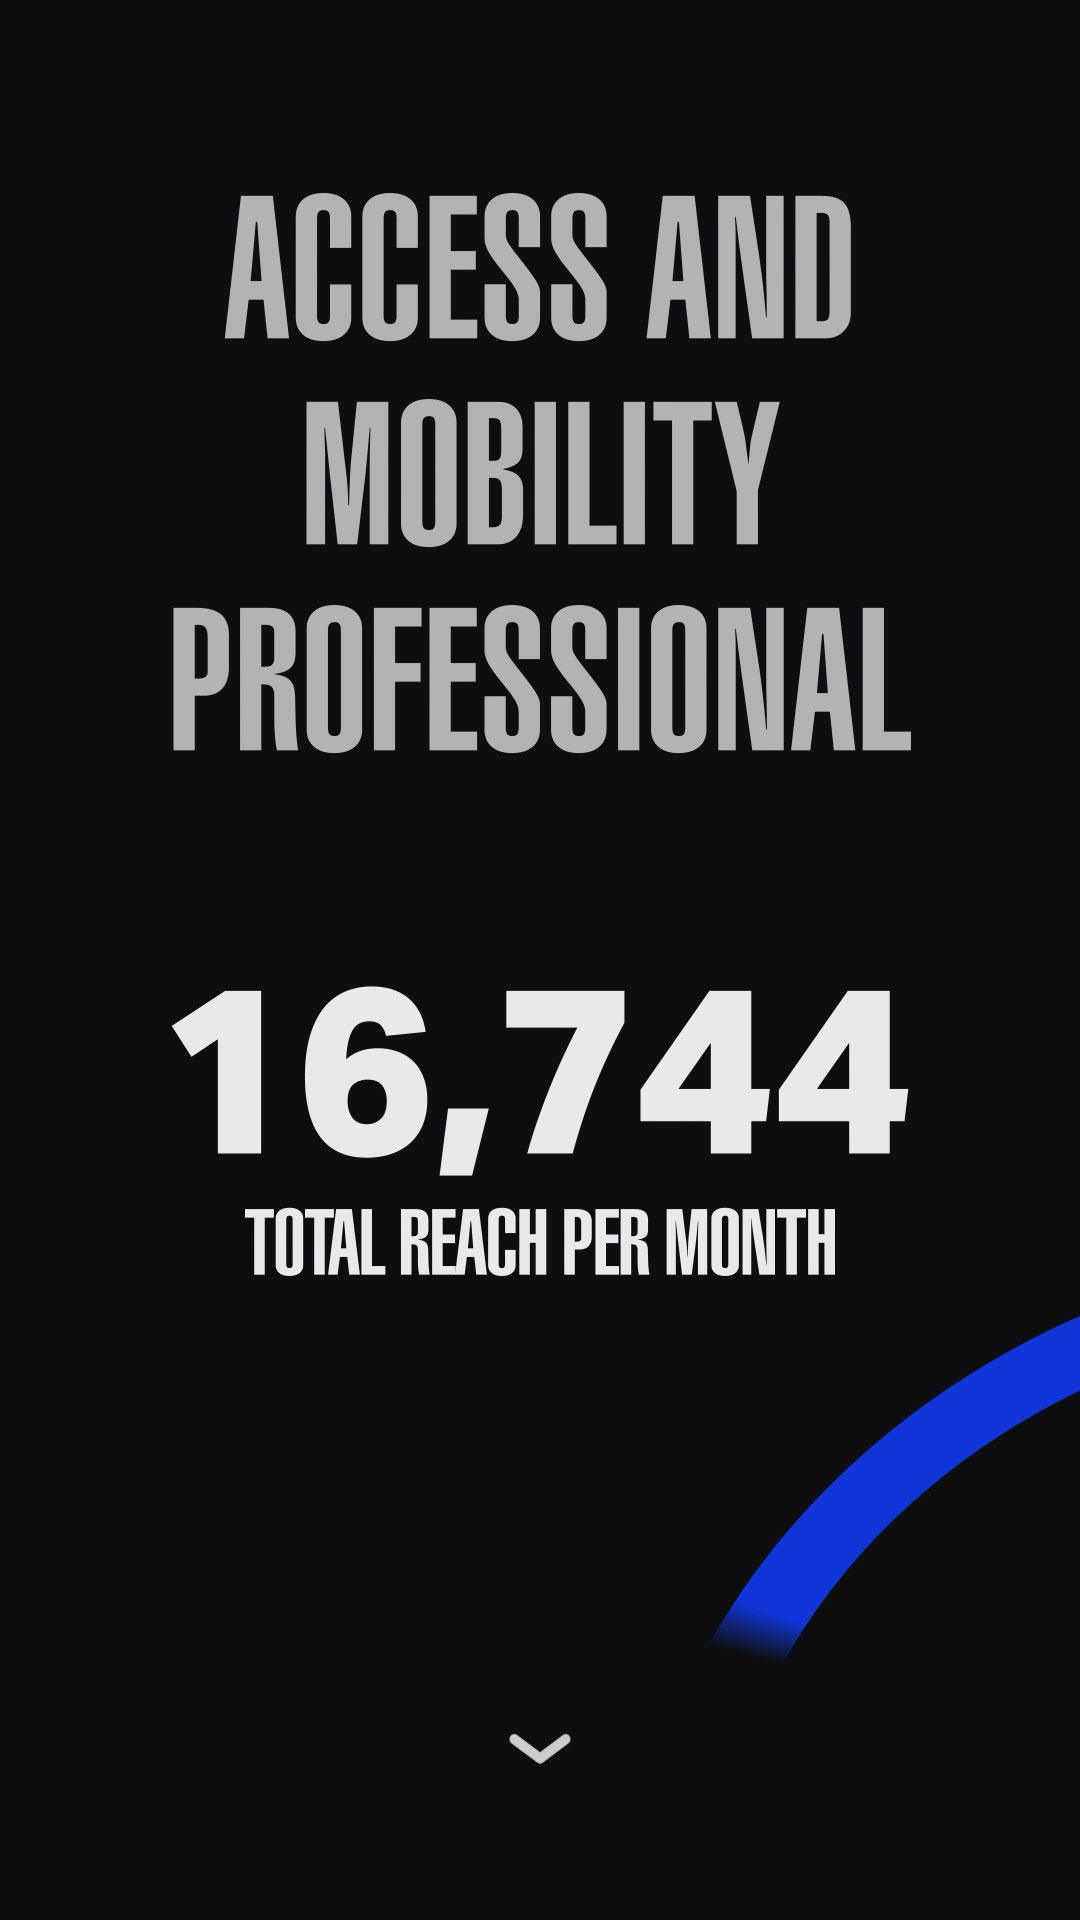 ACCESS AND
MOBILITY
PROFESSIONAL
16,744
TOTAL REACH PER MONTH